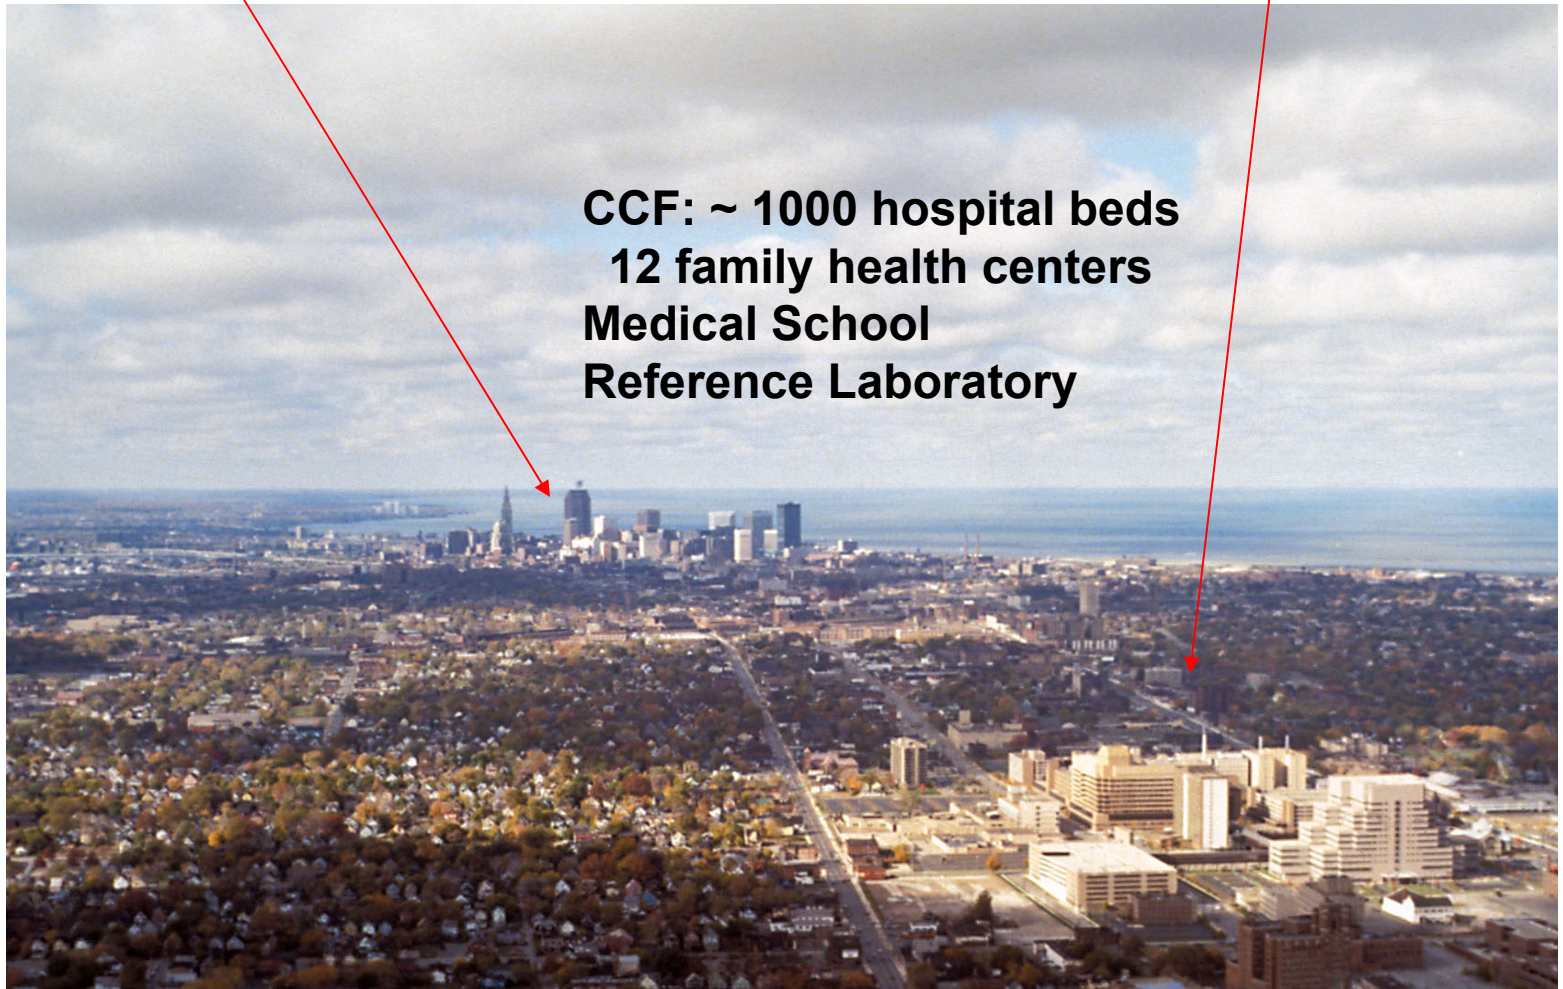 CCF: ~ 1000 hospital beds
12 family health centers
Medical School
Reference Laboratory